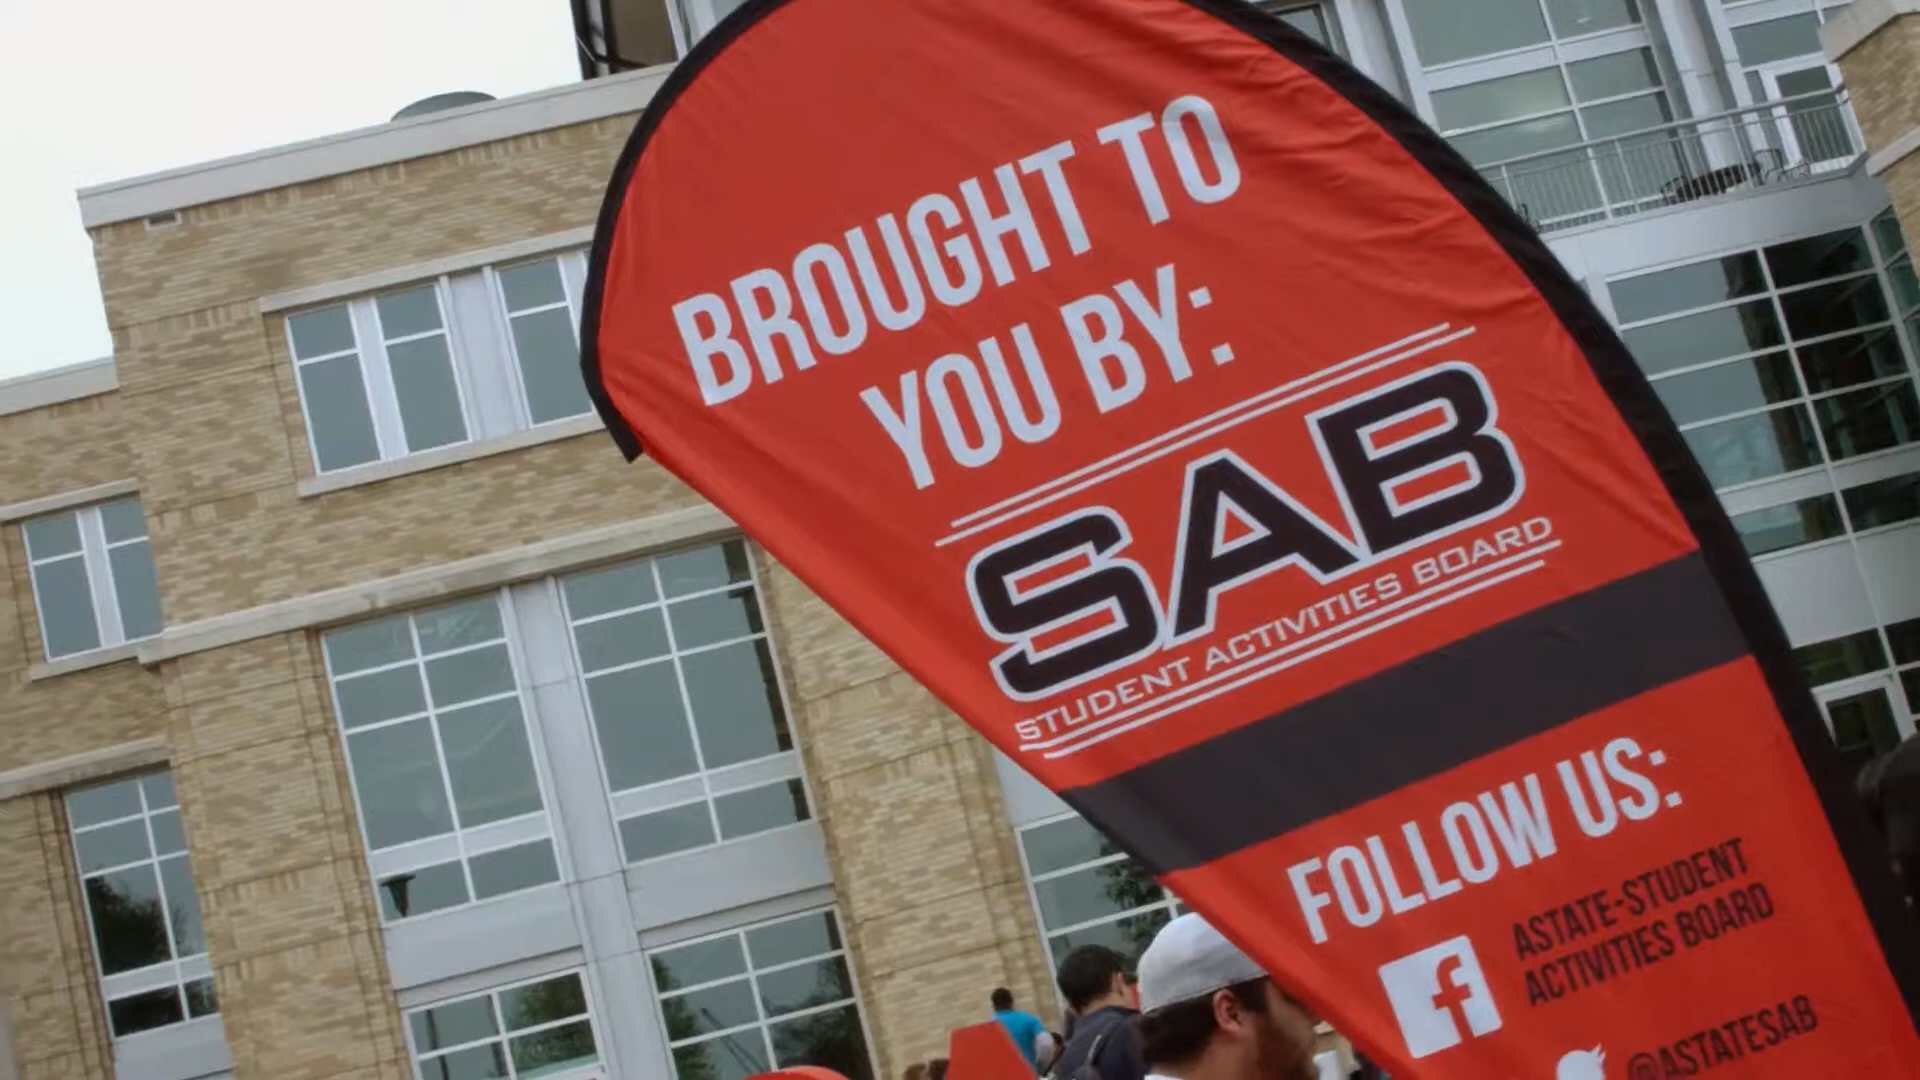 BROUGHT TO
YOU BY:
SAB
STUDENT ACTIVITIES BOARD
FOLLOW US:
ASTATE-STUDENT
ACTIVITIES BOARD
@ASTATESAB